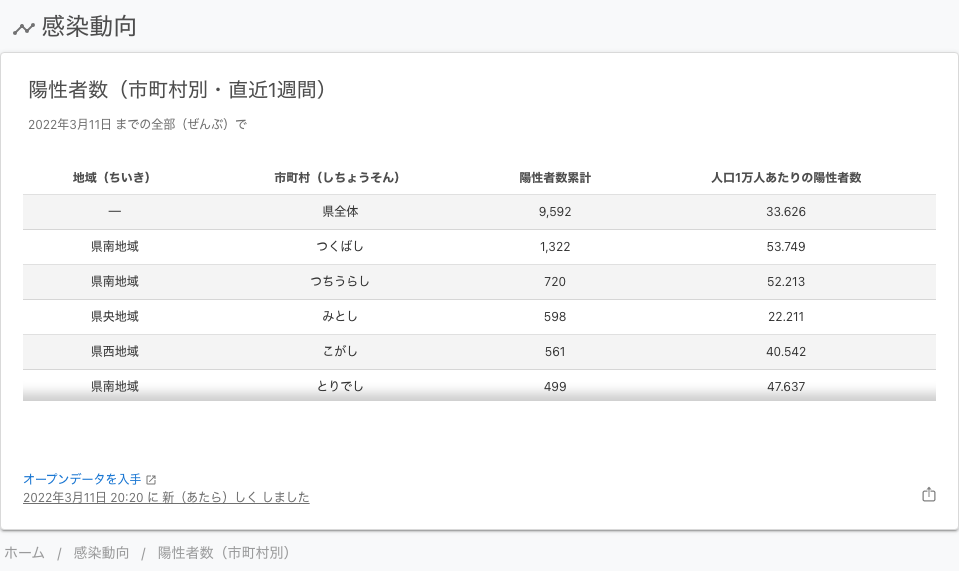 感染動向
陽性者数（市町村別・直近1週間）
2022年3月11日 までの全部（ぜんぶ）で
地域（ちいき） 市町村（しちょうそん） 陽性者数累計 人口1万人あたりの陽性者数
— 県全体 9,592 33.626
県南地域 つくばし 1,322 53.749
県南地域 つちうらし 720 52.213
県央地域 みとし 598 22.211
県西地域 こがし 561 40.542
県南地域 とりでし 499 47.637
オープンデータを入手
2022年3月11日 20:20 に 新（あたら）しく しました
ホーム / 感染動向 / 陽性者数（市町村別）